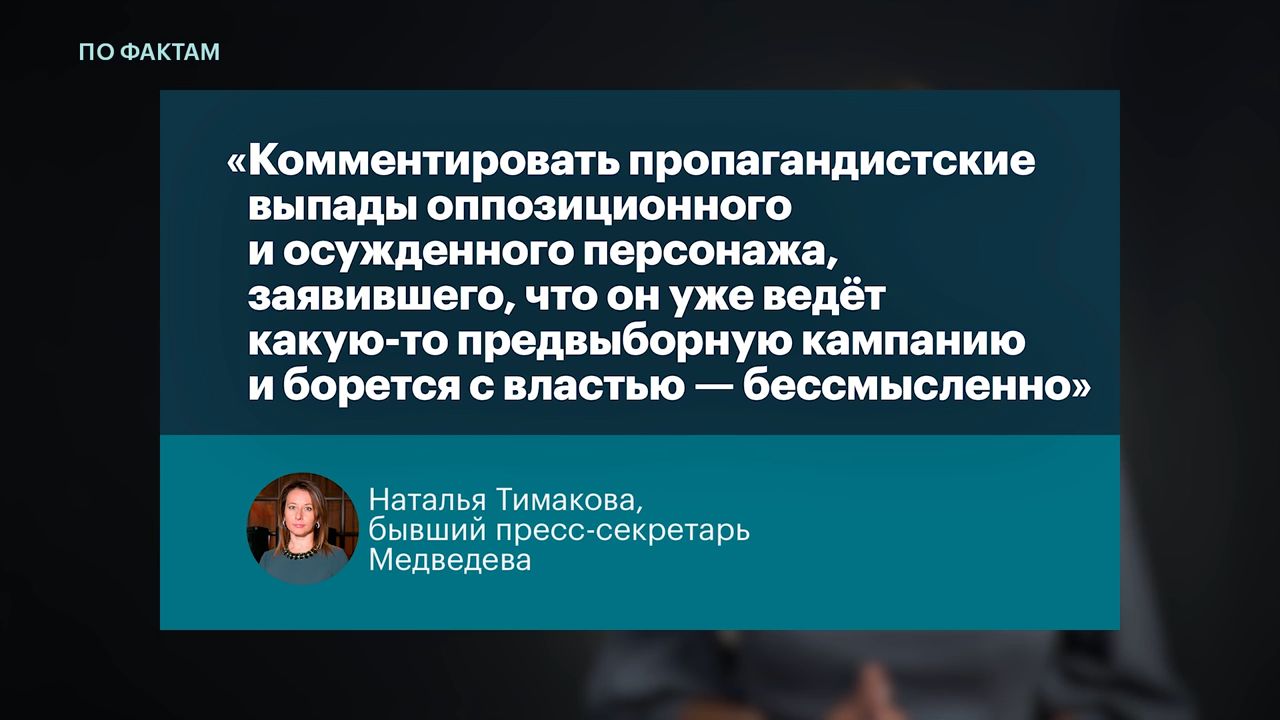 ПО ФАКТАМ
«Комментировать пропагандистские
выпады оппозиционного
и осужденного персонажа,
заявившего, что он уже ведёт
какую-то предвыборную кампанию
и борется с властью — бессмысленно»
Наталья Тимакова,
бывший пресс-секретарь
Медведева